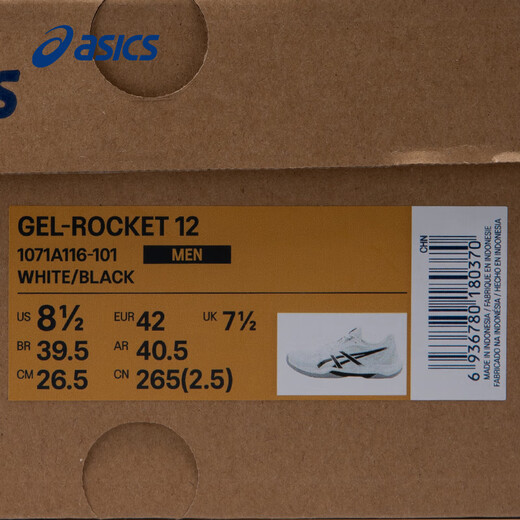 asics
S
GEL-ROCKET 12
1071A116-101 MEN
WHITE/BLACK
US 8½ EUR 42 UK 7½
BR 39.5 AR 40.5
CM 26.5 CN 265(2.5)
CHN
6 936780 180370
MADE IN INDONESIA / FABRIQUE EN INDONESIE
FABRICADO NA INDONESIA / HECHO EN INDONESIA